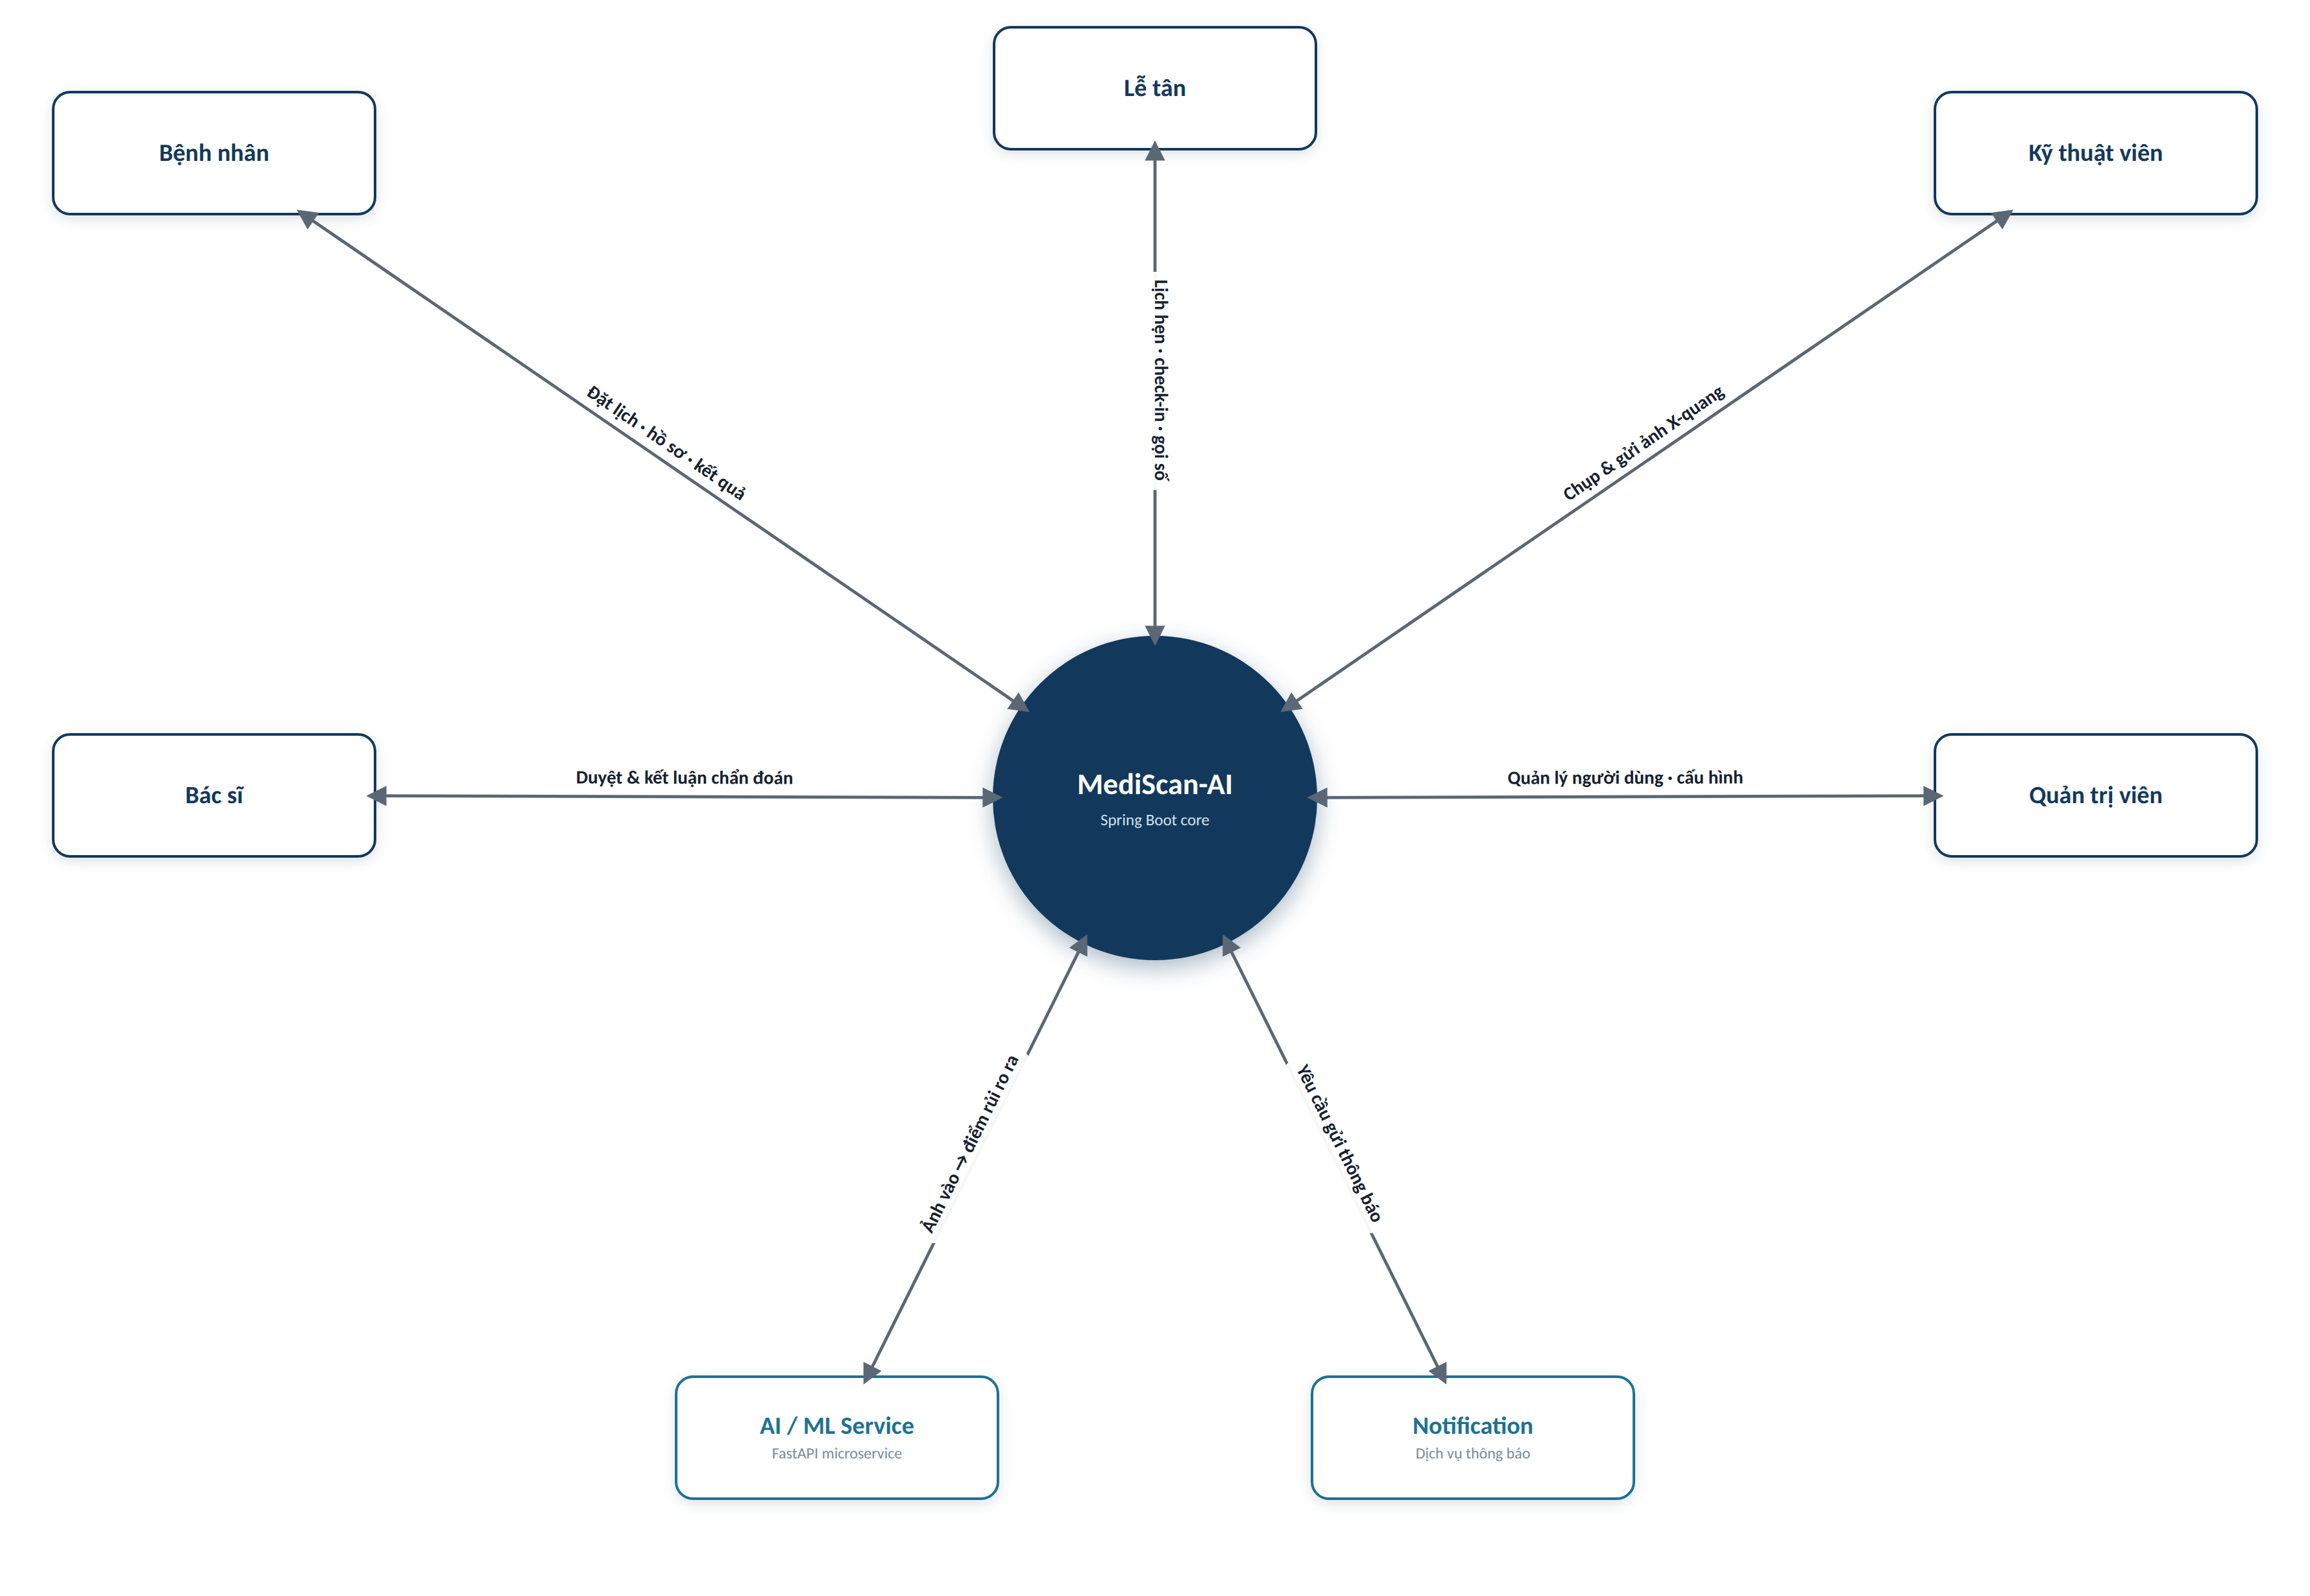 Lễ tân
Bệnh nhân
Kỹ thuật viên
Lịch hẹn · check-in · gọi số
Đặt lịch · hồ sơ · kết quả
Chụp & gửi ảnh X-quang
Bác sĩ
Duyệt & kết luận chẩn đoán
MediScan-AI
Spring Boot core
Quản lý người dùng · cấu hình
Quản trị viên
Ảnh vào → điểm rủi ro ra
Yêu cầu gửi thông báo
AI / ML Service
FastAPI microservice
Notification
Dịch vụ thông báo